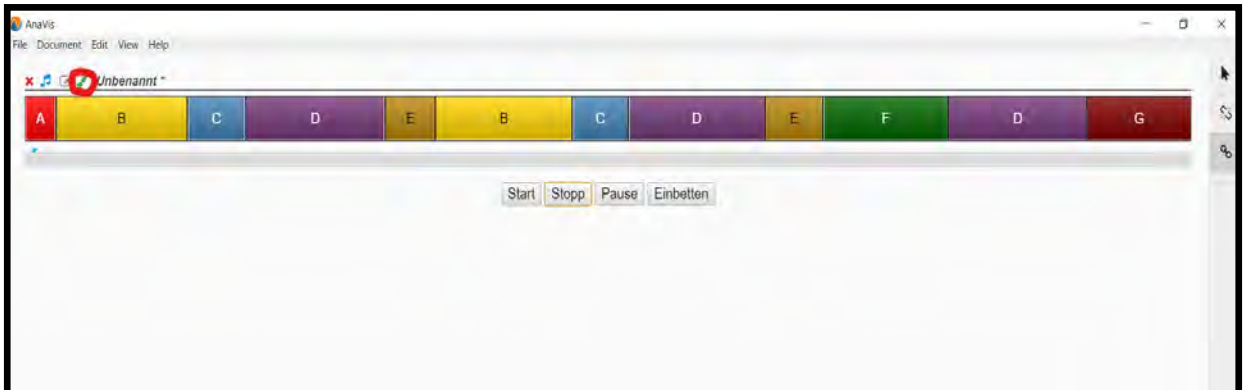 AnaVis
File Document Edit View Help
Unbenannt *
A B C D E B C D E F D G
Start Stopp Pause Einbetten